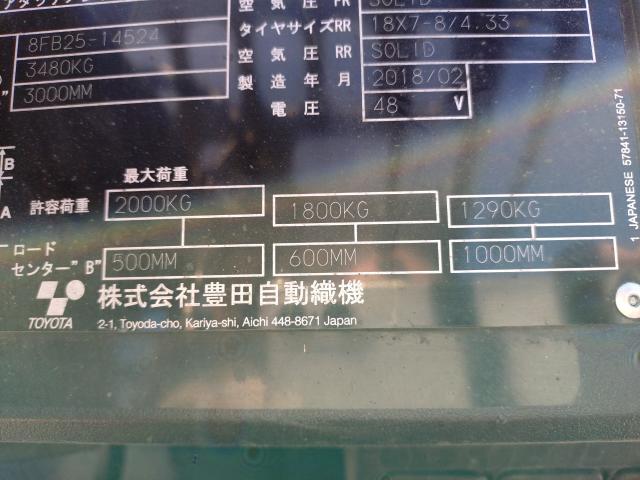 空 気 圧 FR SOLID
8FB25-14524
タイヤサイズRR 18X7-8/4.33
3480KG
空 気 圧 RR SOLID
3000MM
製 造 年 月 2018/02
電 圧 48 V
最大荷重
許容荷重 2000KG 1800KG 1290KG
ロード
センター"B" 500MM 600MM 1000MM
TOYOTA
株式会社豊田自動織機
2-1, Toyoda-cho, Kariya-shi, Aichi 448-8671 Japan
B
A
1 JAPANESE 57841-13150-71